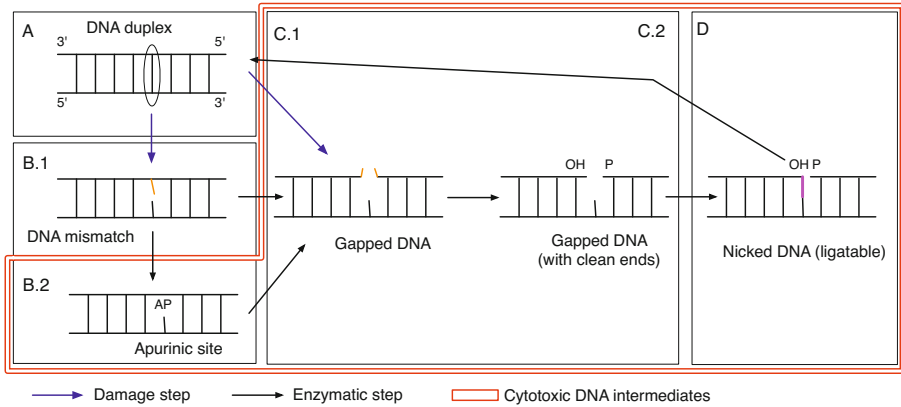 A
DNA duplex
3' 5'
5' 3'
B.1
DNA mismatch
B.2
AP
Apurinic site
C.1
Gapped DNA
C.2
OH P
Gapped DNA
(with clean ends)
D
OH P
Nicked DNA (ligatable)
Damage step
Enzymatic step
Cytotoxic DNA intermediates